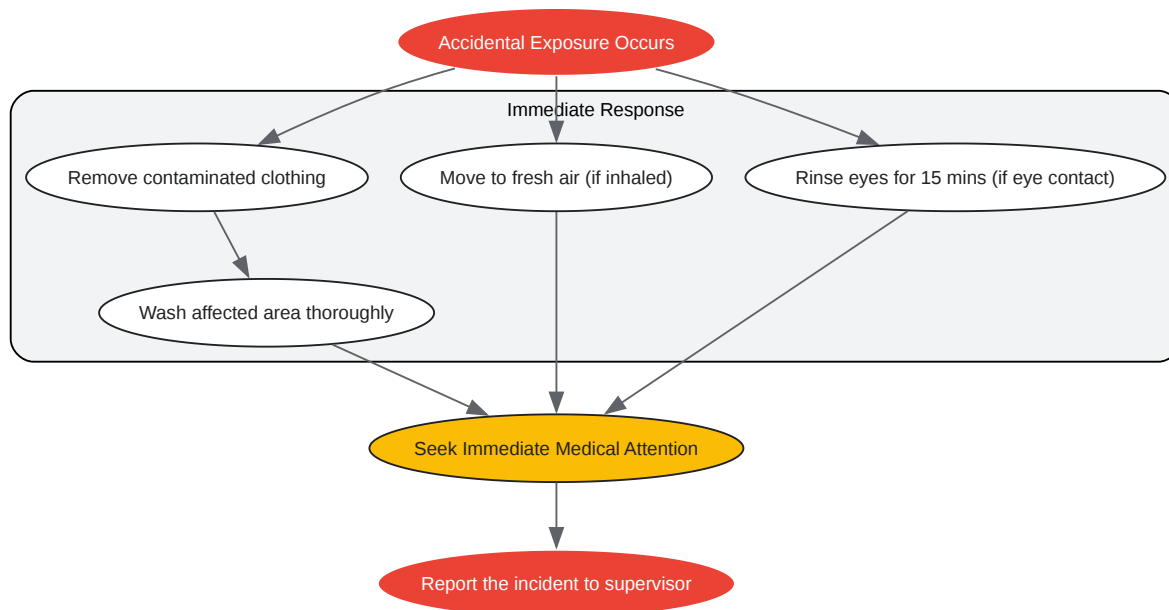 Accidental Exposure Occurs
Immediate Response
Remove contaminated clothing
Move to fresh air (if inhaled)
Rinse eyes for 15 mins (if eye contact)
Wash affected area thoroughly
Seek Immediate Medical Attention
Report the incident to supervisor